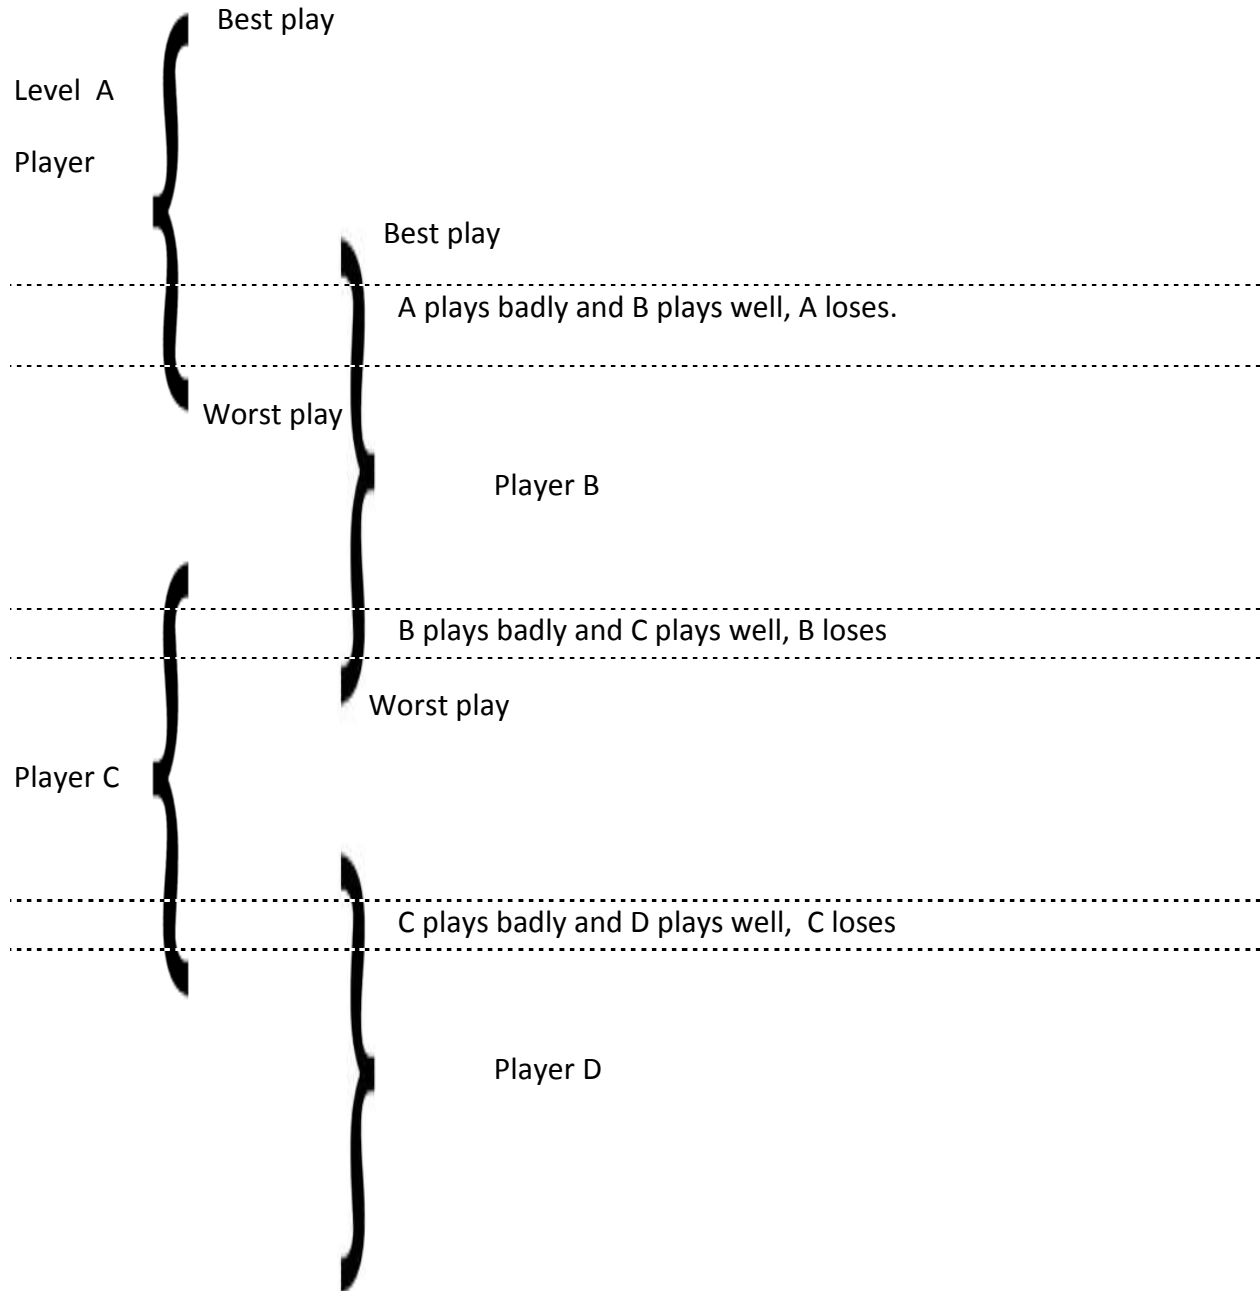 Best play
Level  A
Player
Best play
A plays badly and B plays well, A loses.
Worst play
Player B
B plays badly and C plays well, B loses
Worst play
Player C
C plays badly and D plays well,  C loses
Player D